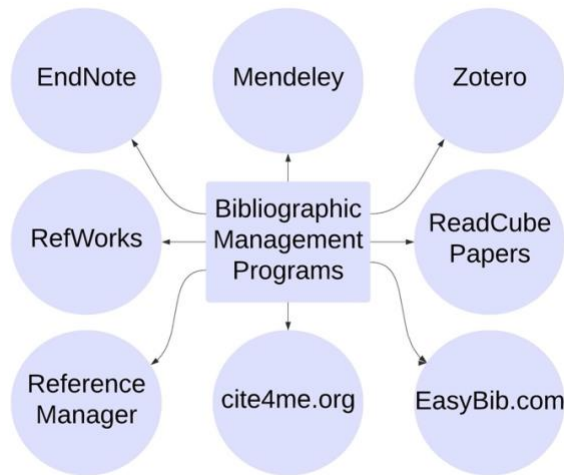 EndNote
Mendeley
Zotero
RefWorks
Bibliographic
Management
Programs
ReadCube
Papers
Reference
Manager
cite4me.org
EasyBib.com